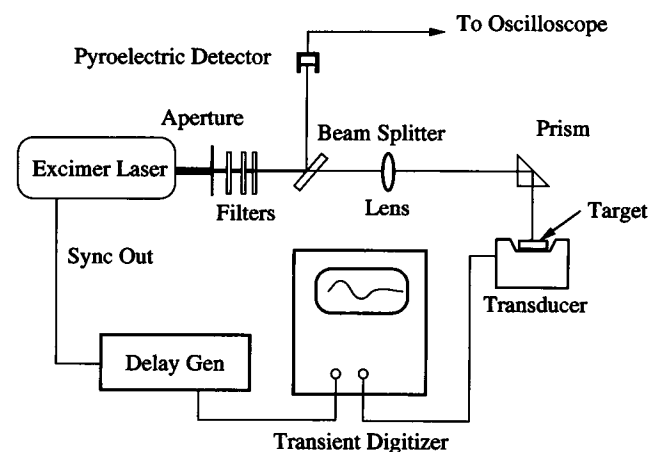 To Oscilloscope
Pyroelectric Detector
Aperture
Beam Splitter
Prism
Excimer Laser
Filters
Lens
Target
Sync Out
Transducer
Delay Gen
Transient Digitizer